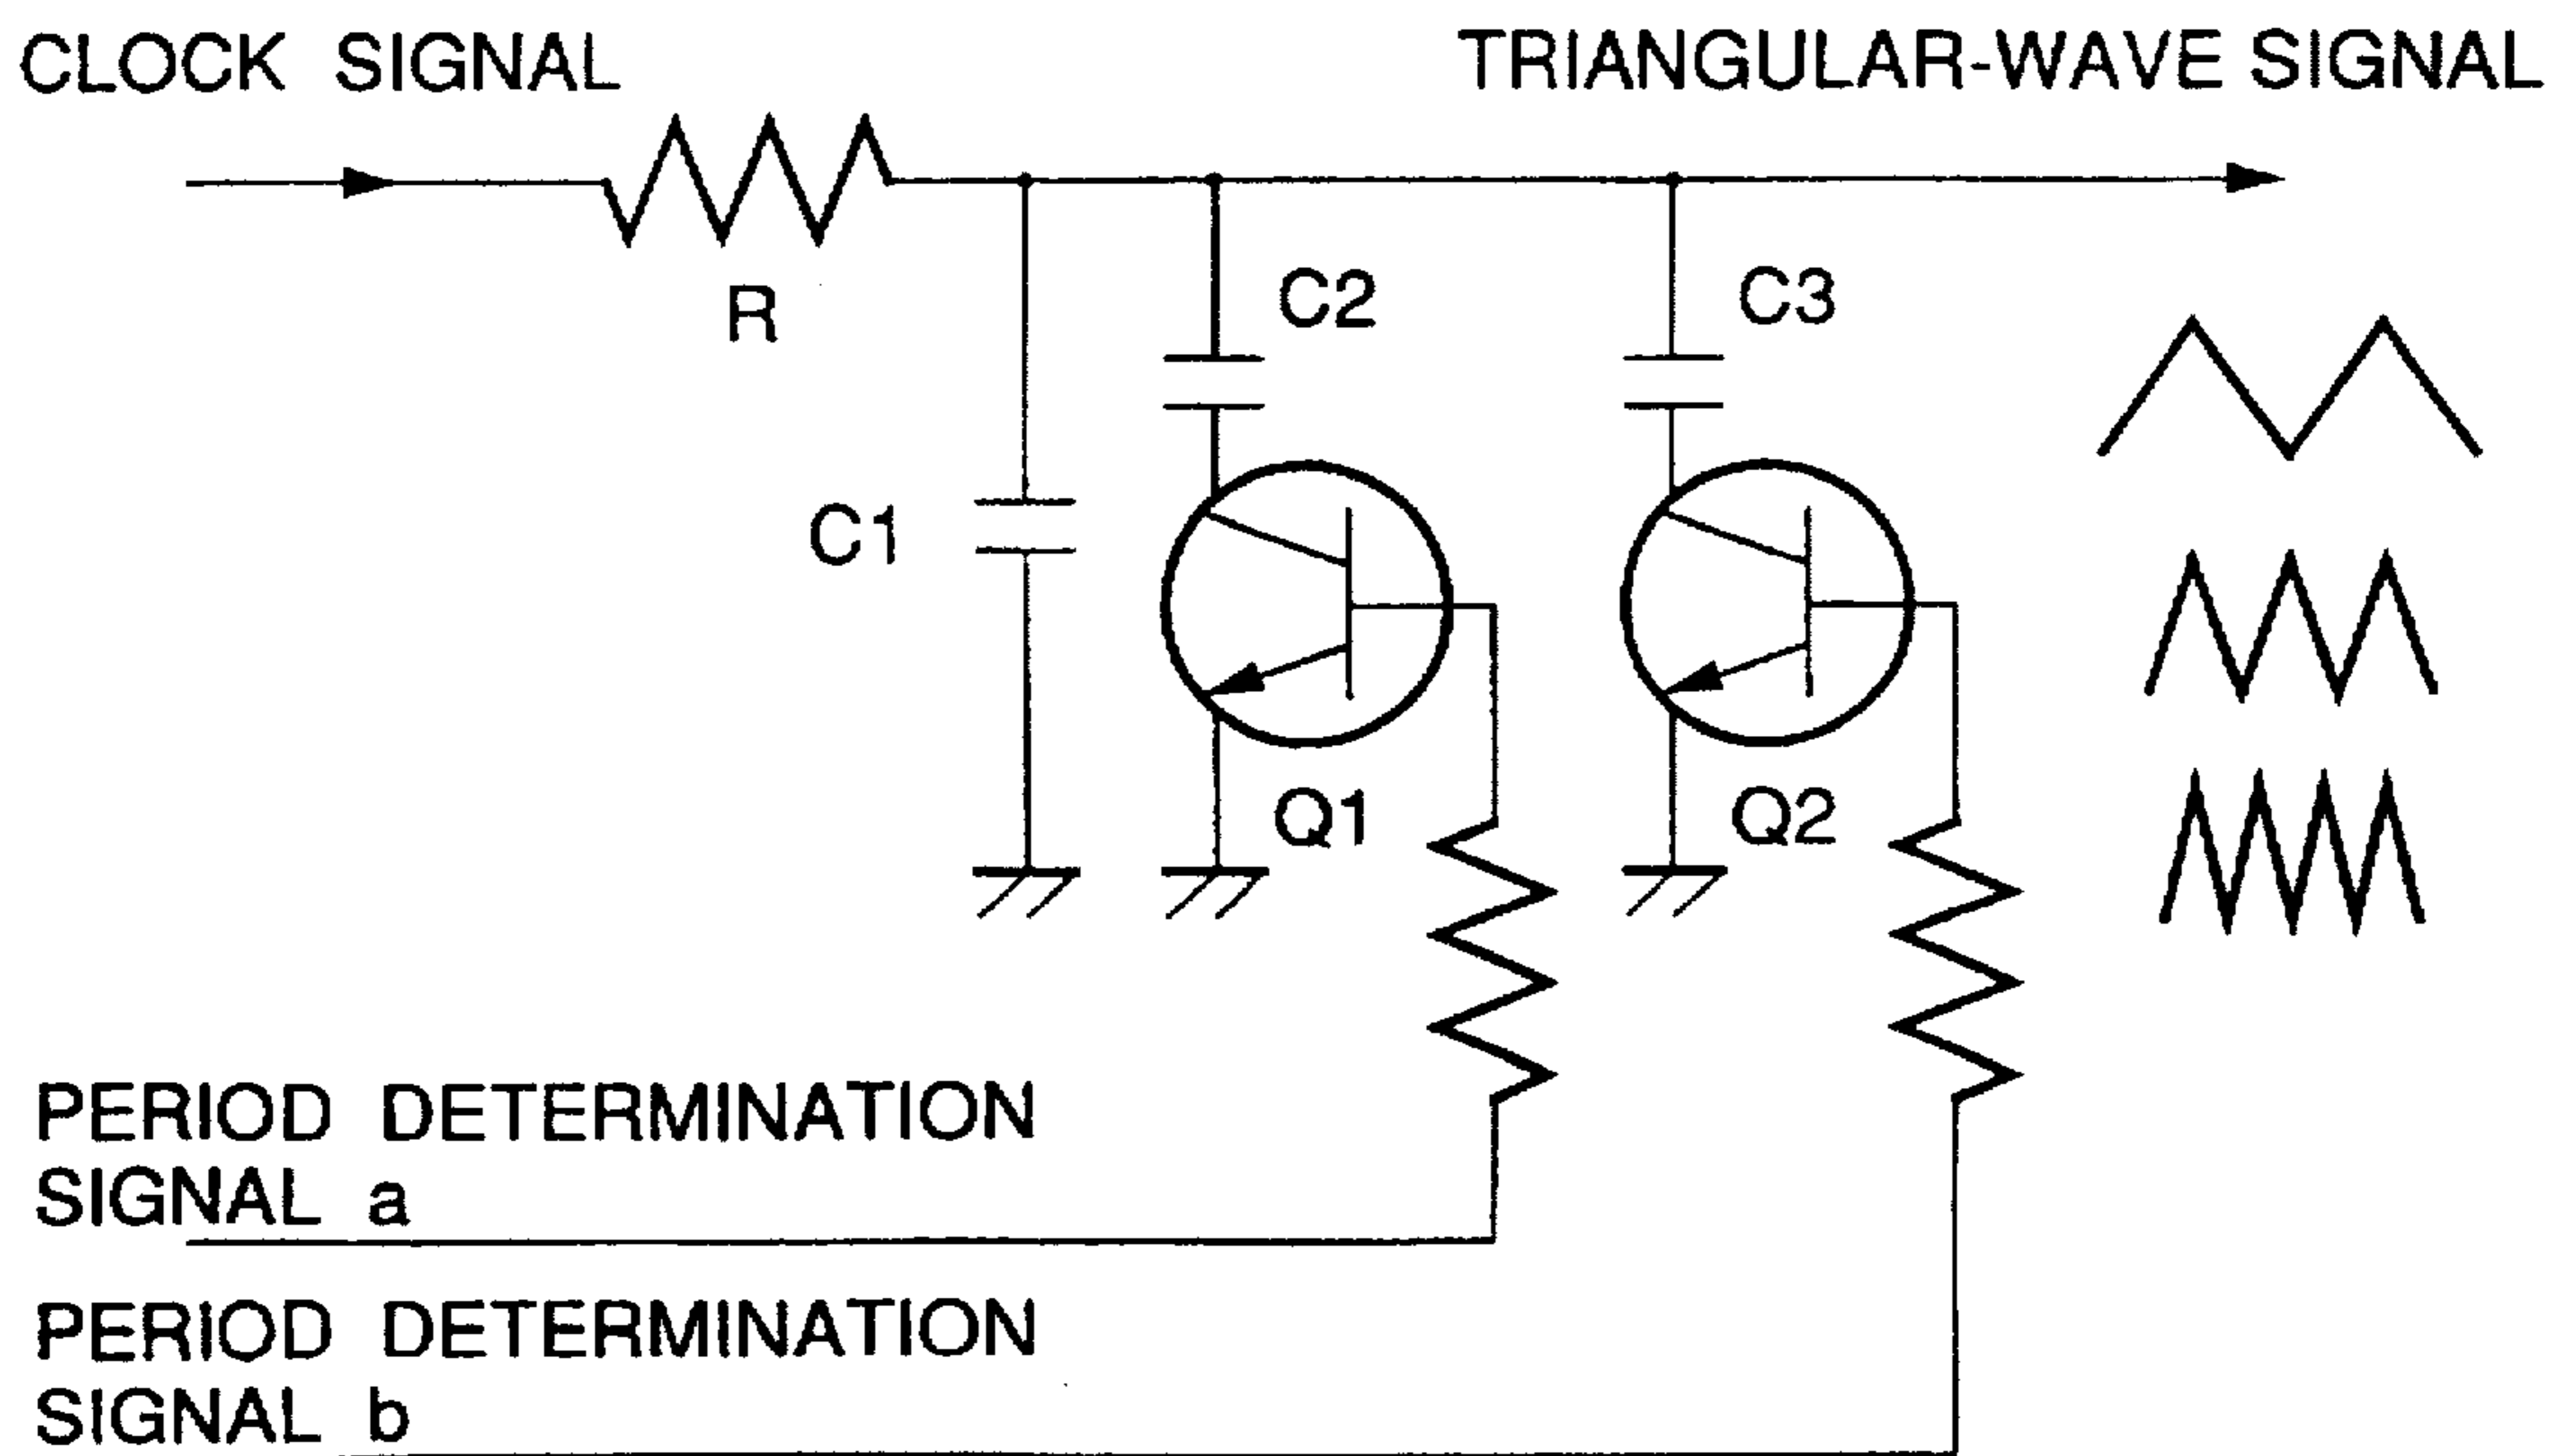 CLOCK SIGNAL
TRIANGULAR-WAVE SIGNAL
R
C2
C3
C1
Q1
Q2
PERIOD DETERMINATION
SIGNAL a
PERIOD DETERMINATION
SIGNAL b